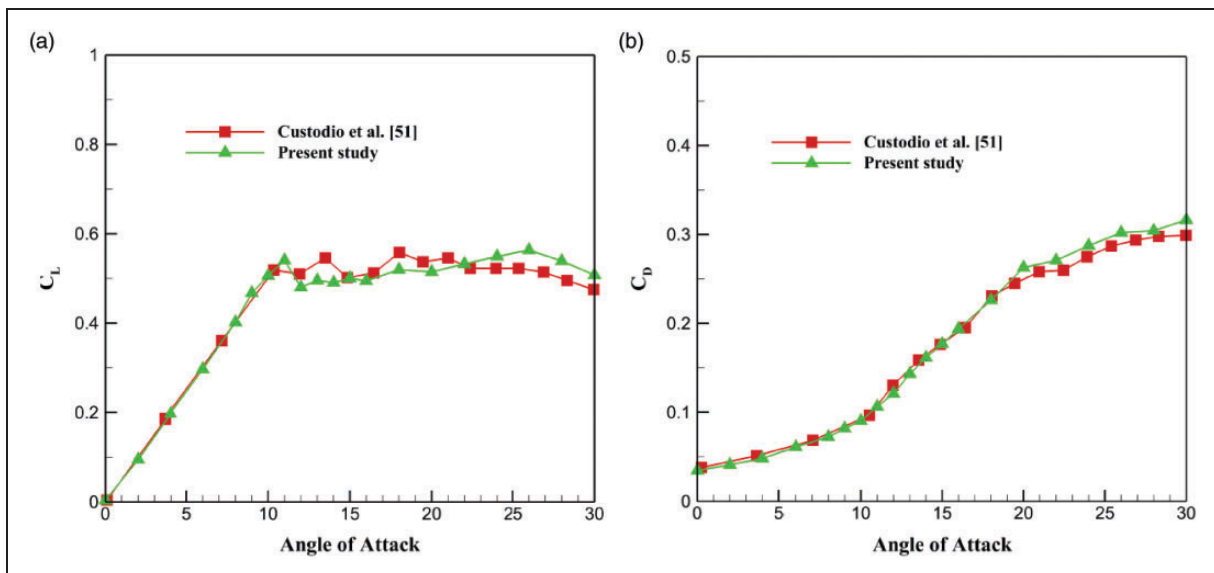 (a)
1
0.8
0.6
0.4
0.2
0
C_L
Custodio et al. [51]
Present study
0 5 10 15 20 25 30
Angle of Attack
(b)
0.5
0.4
0.3
0.2
0.1
0
C_D
Custodio et al. [51]
Present study
0 5 10 15 20 25 30
Angle of Attack